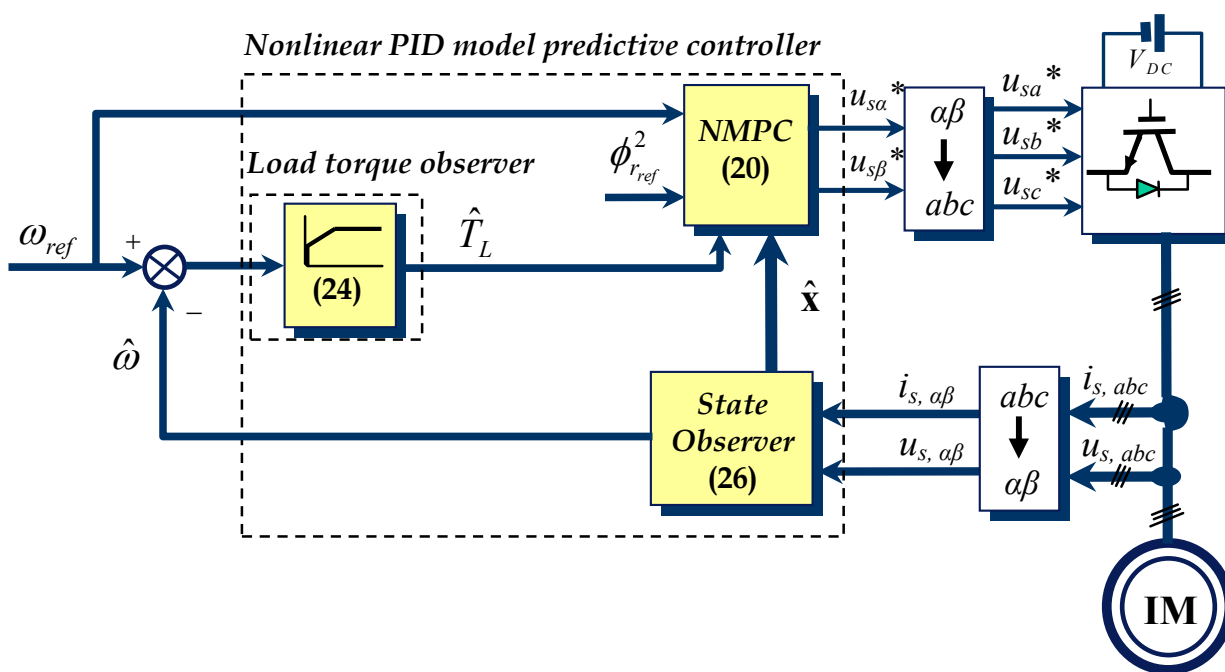 Nonlinear PID model predictive controller
V_DC
u_sα*
u_sa*
NMPC
(20)
αβ
ϕ²_r_ref
u_sβ*
u_sb*
Load torque observer
abc
u_sc*
ω_ref
+
T̂_L
(24)
−
x̂
ω̂
State
Observer
(26)
i_s, αβ
abc
i_s, abc
u_s, αβ
αβ
u_s, abc
IM